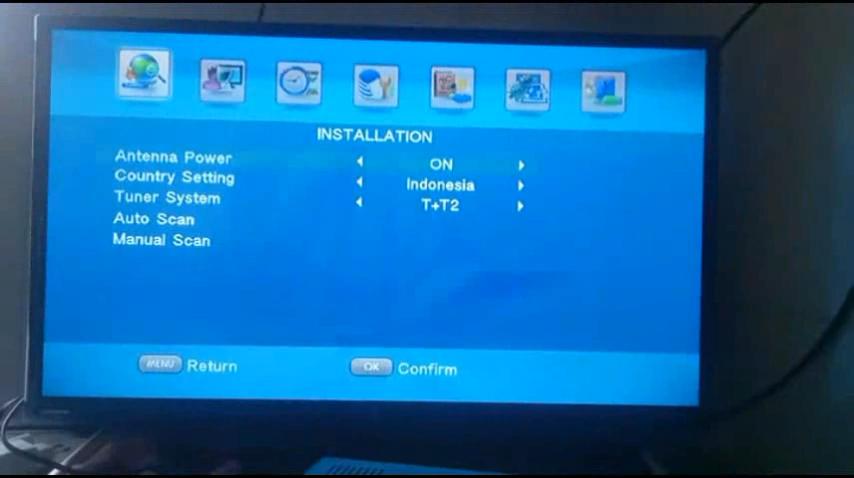 INSTALLATION
Antenna Power ON
Country Setting Indonesia
Tuner System T+T2
Auto Scan
Manual Scan
MENU Return OK Confirm